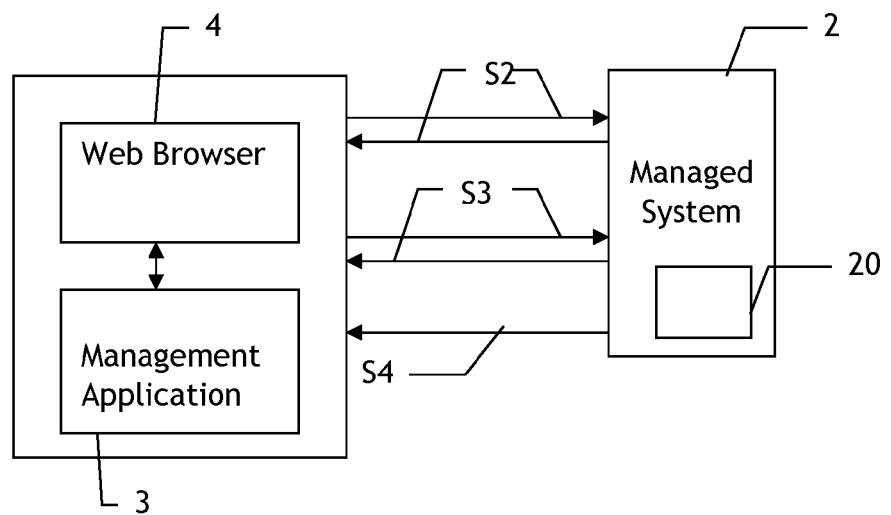 4
2
S2
Web Browser
Managed
System
S3
20
Management
Application
S4
3